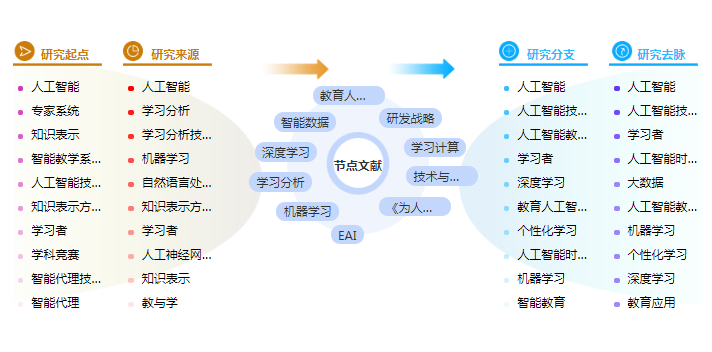 研究起点
人工智能
专家系统
知识表示
智能教学系...
人工智能技...
知识表示方...
学习者
学科竞赛
智能代理技...
智能代理
研究来源
人工智能
学习分析
学习分析技...
机器学习
自然语言处...
知识表示方...
学习者
人工神经网...
知识表示
教与学
教育人...
智能数据
研发战略
深度学习
学习计算
节点文献
学习分析
技术与...
机器学习
《为人...
EAI
研究分支
人工智能
人工智能技...
人工智能教...
学习者
深度学习
教育人工智...
个性化学习
人工智能时...
机器学习
智能教育
研究去脉
人工智能
人工智能技...
学习者
人工智能时...
大数据
人工智能教...
机器学习
个性化学习
深度学习
教育应用